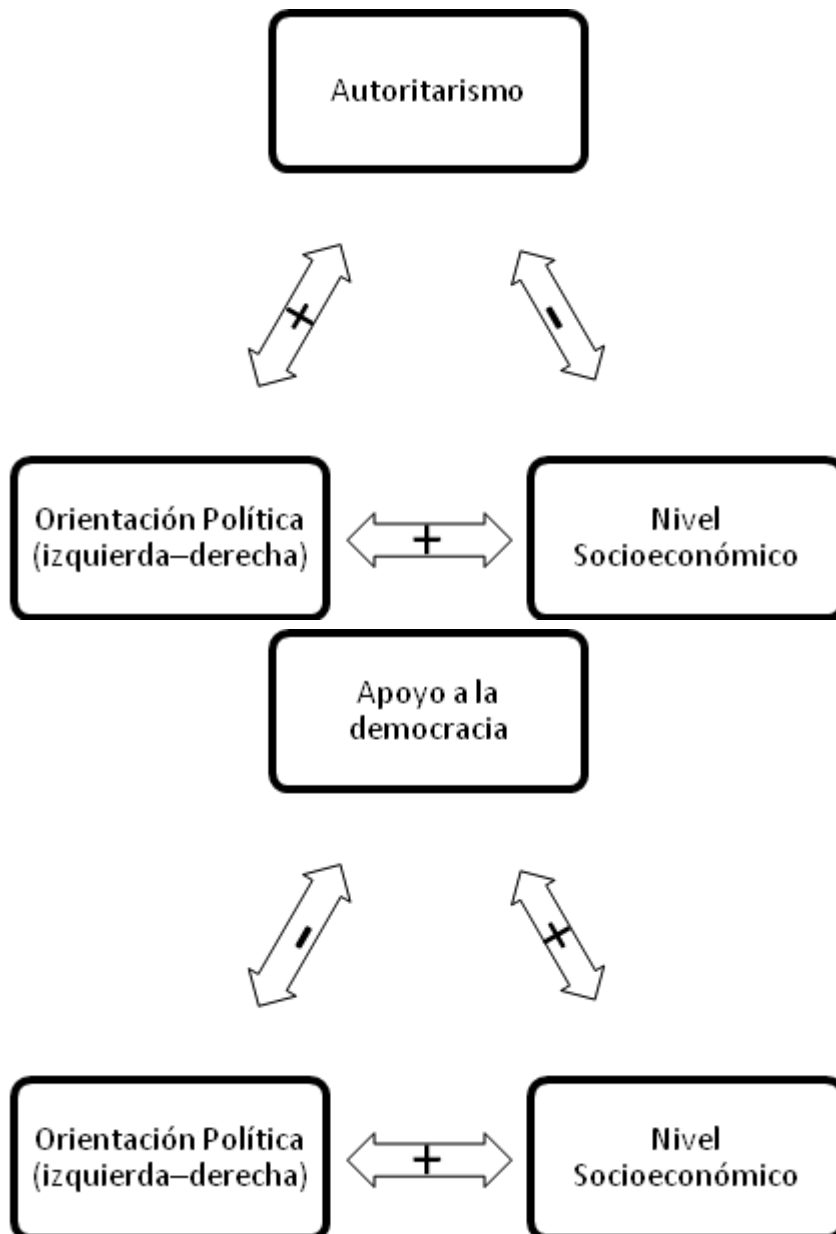 Autoritarismo
+
-
Orientación Política
(izquierda–derecha)
+
Nivel
Socioeconómico
Apoyo a la
democracia
-
+
Orientación Política
(izquierda–derecha)
+
Nivel
Socioeconómico